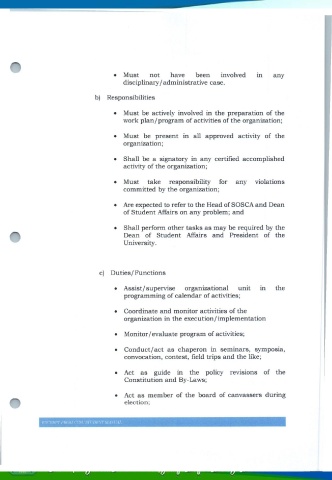 • Must not have been involved in any
disciplinary/administrative case.
b) Responsibilities
• Must be actively involved in the preparation of the
work plan/program of activities of the organization;
• Must be present in all approved activity of the
organization;
• Shall be a signatory in any certified accomplished
activity of the organization;
• Must take responsibility for any violations
committed by the organization;
• Are expected to refer to the Head of SOSCA and Dean
of Student Affairs on any problem; and
• Shall perform other tasks as may be required by the
Dean of Student Affairs and President of the
University.
c) Duties/Functions
• Assist/supervise organizational unit in the
programming of calendar of activities;
• Coordinate and monitor activities of the
organization in the execution/implementation
• Monitor/evaluate program of activities;
• Conduct/act as chaperon in seminars, symposia,
convocation, contest, field trips and the like;
• Act as guide in the policy revisions of the
Constitution and By-Laws;
• Act as member of the board of canvassers during
election;